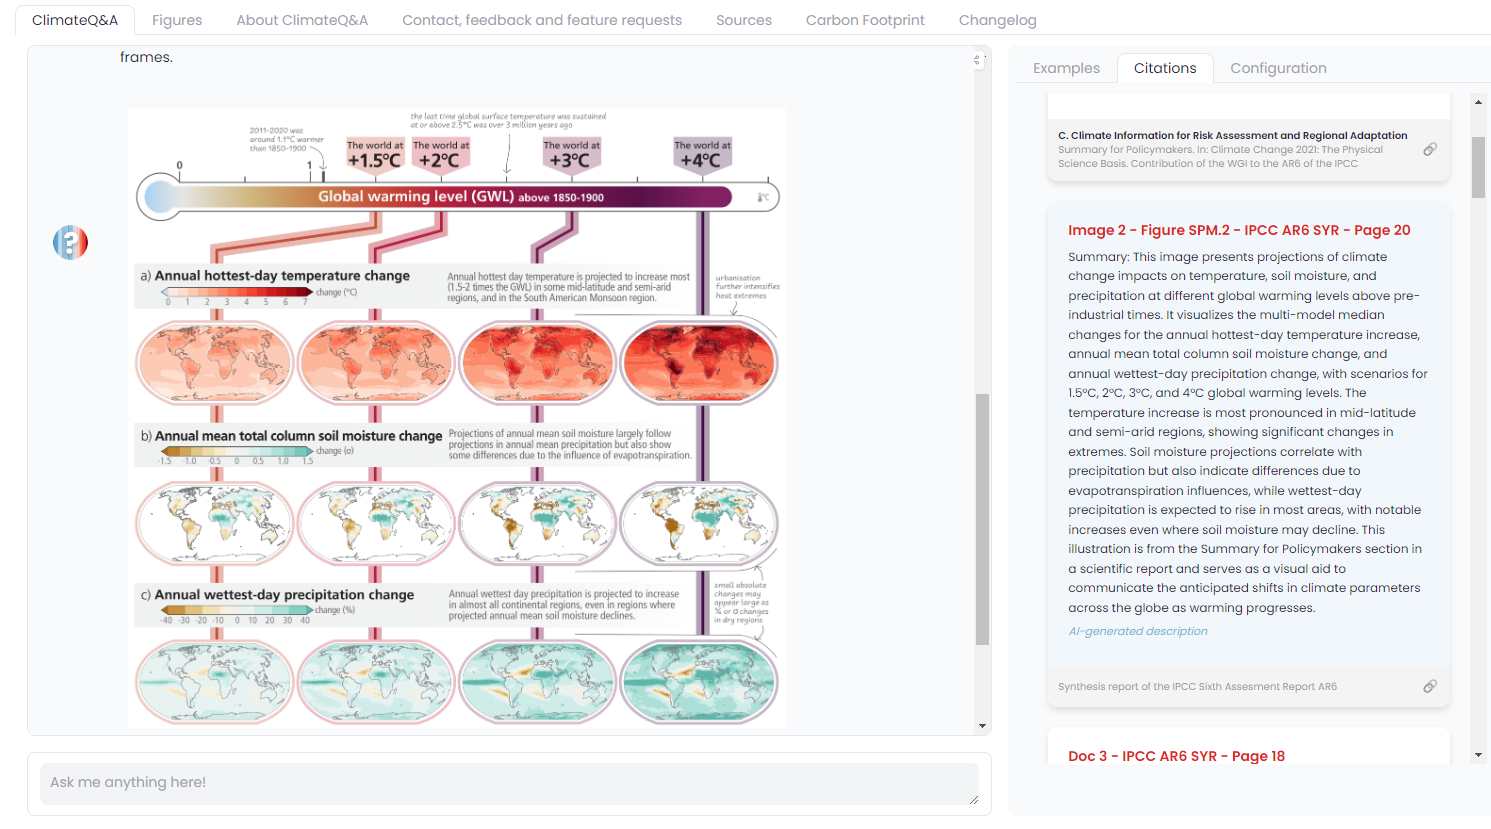 ClimateQ&A
Figures
About ClimateQ&A
Contact, feedback and feature requests
Sources
Carbon Footprint
Changelog
frames.
2011-2020 was
around 1.1°C warmer
than 1850-1900
the last time global surface temperature was sustained
at or above 2.5°C was over 3 million years ago
The world at
+1.5°C
The world at
+2°C
The world at
+3°C
The world at
+4°C
0
1
Global warming level (GWL) above 1850-1900
°C
a) Annual hottest-day temperature change
change (°C)
0 1 2 3 4 5 6 7
Annual hottest day temperature is projected to increase most
(1.5-2 times the GWL) in some mid-latitude and semi-arid
regions, and in the South American Monsoon region.
urbanisation
further intensifies
heat extremes
b) Annual mean total column soil moisture change
change (σ)
-1.5 -1.0 -0.5 0 0.5 1.0 1.5
Projections of annual mean soil moisture largely follow
projections in annual mean precipitation but also show
some differences due to the influence of evapotranspiration.
c) Annual wettest-day precipitation change
change (%)
-40 -30 -20 -10 0 10 20 30 40
Annual wettest day precipitation is projected to increase
in almost all continental regions, even in regions where
projected annual mean soil moisture declines.
small absolute
changes may
appear large as
% or σ changes
in dry regions
Ask me anything here!
Examples
Citations
Configuration
C. Climate Information for Risk Assessment and Regional Adaptation
Summary for Policymakers. In: Climate Change 2021: The Physical
Science Basis. Contribution of the WGI to the AR6 of the IPCC
Image 2 - Figure SPM.2 - IPCC AR6 SYR - Page 20
Summary: This image presents projections of climate
change impacts on temperature, soil moisture, and
precipitation at different global warming levels above pre-
industrial times. It visualizes the multi-model median
changes for the annual hottest-day temperature increase,
annual mean total column soil moisture change, and
annual wettest-day precipitation change, with scenarios for
1.5°C, 2°C, 3°C, and 4°C global warming levels. The
temperature increase is most pronounced in mid-latitude
and semi-arid regions, showing significant changes in
extremes. Soil moisture projections correlate with
precipitation but also indicate differences due to
evapotranspiration influences, while wettest-day
precipitation is expected to rise in most areas, with notable
increases even where soil moisture may decline. This
illustration is from the Summary for Policymakers section in
a scientific report and serves as a visual aid to
communicate the anticipated shifts in climate parameters
across the globe as warming progresses.
AI-generated description
Synthesis report of the IPCC Sixth Assesment Report AR6
Doc 3 - IPCC AR6 SYR - Page 18